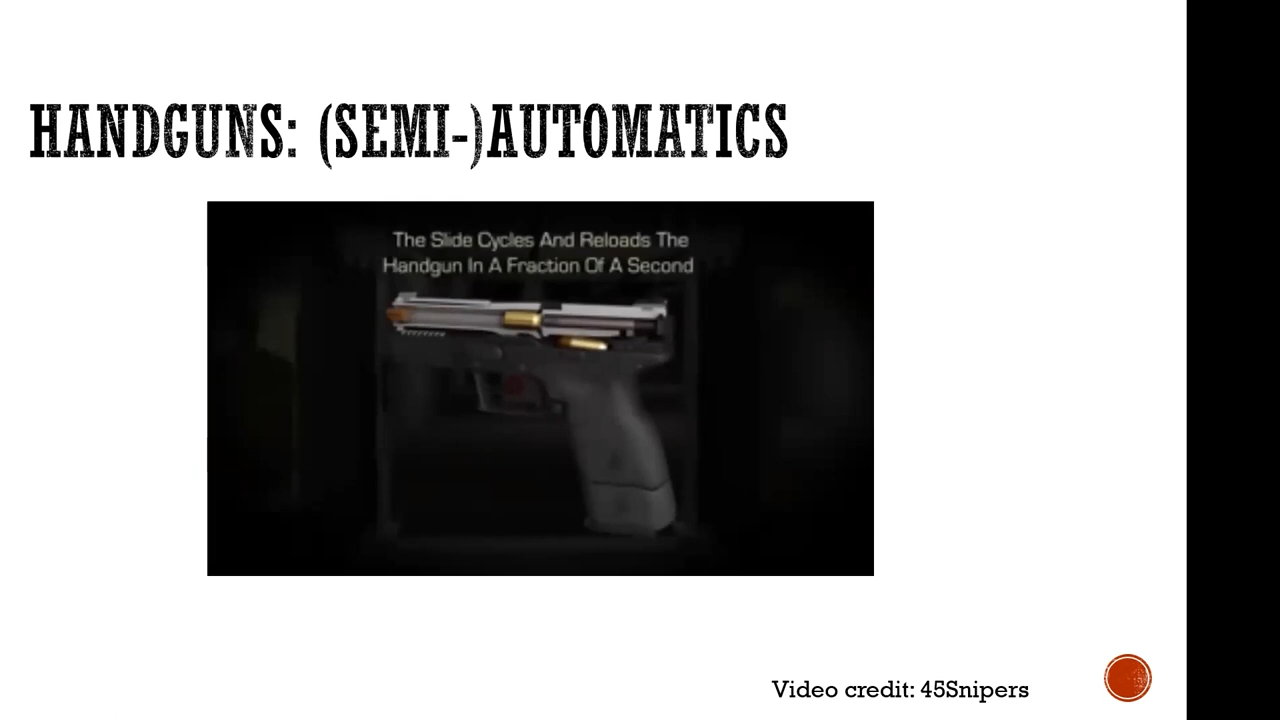 HANDGUNS: (SEMI-)AUTOMATICS
The Slide Cycles And Reloads The
Handgun In A Fraction Of A Second
Video credit: 45Snipers